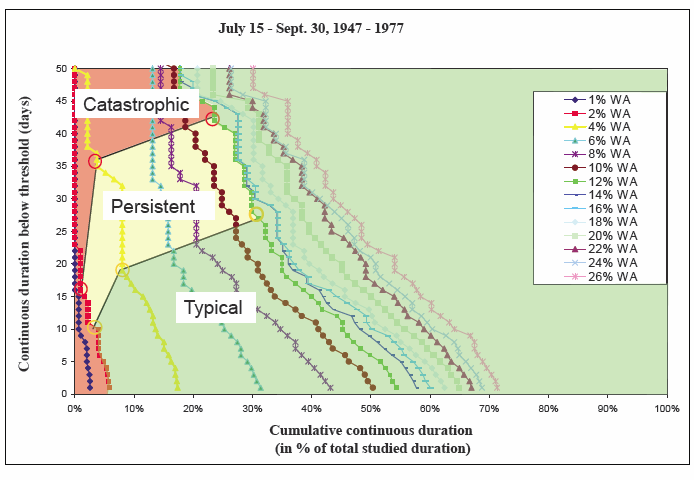 July 15 - Sept. 30, 1947 - 1977
Continuous duration below threshold (days)
50
45
40
35
30
25
20
15
10
5
0
Catastrophic
Persistent
Typical
1% WA
2% WA
4% WA
6% WA
8% WA
10% WA
12% WA
14% WA
16% WA
18% WA
20% WA
22% WA
24% WA
26% WA
0% 10% 20% 30% 40% 50% 60% 70% 80% 90% 100%
Cumulative continuous duration
(in % of total studied duration)